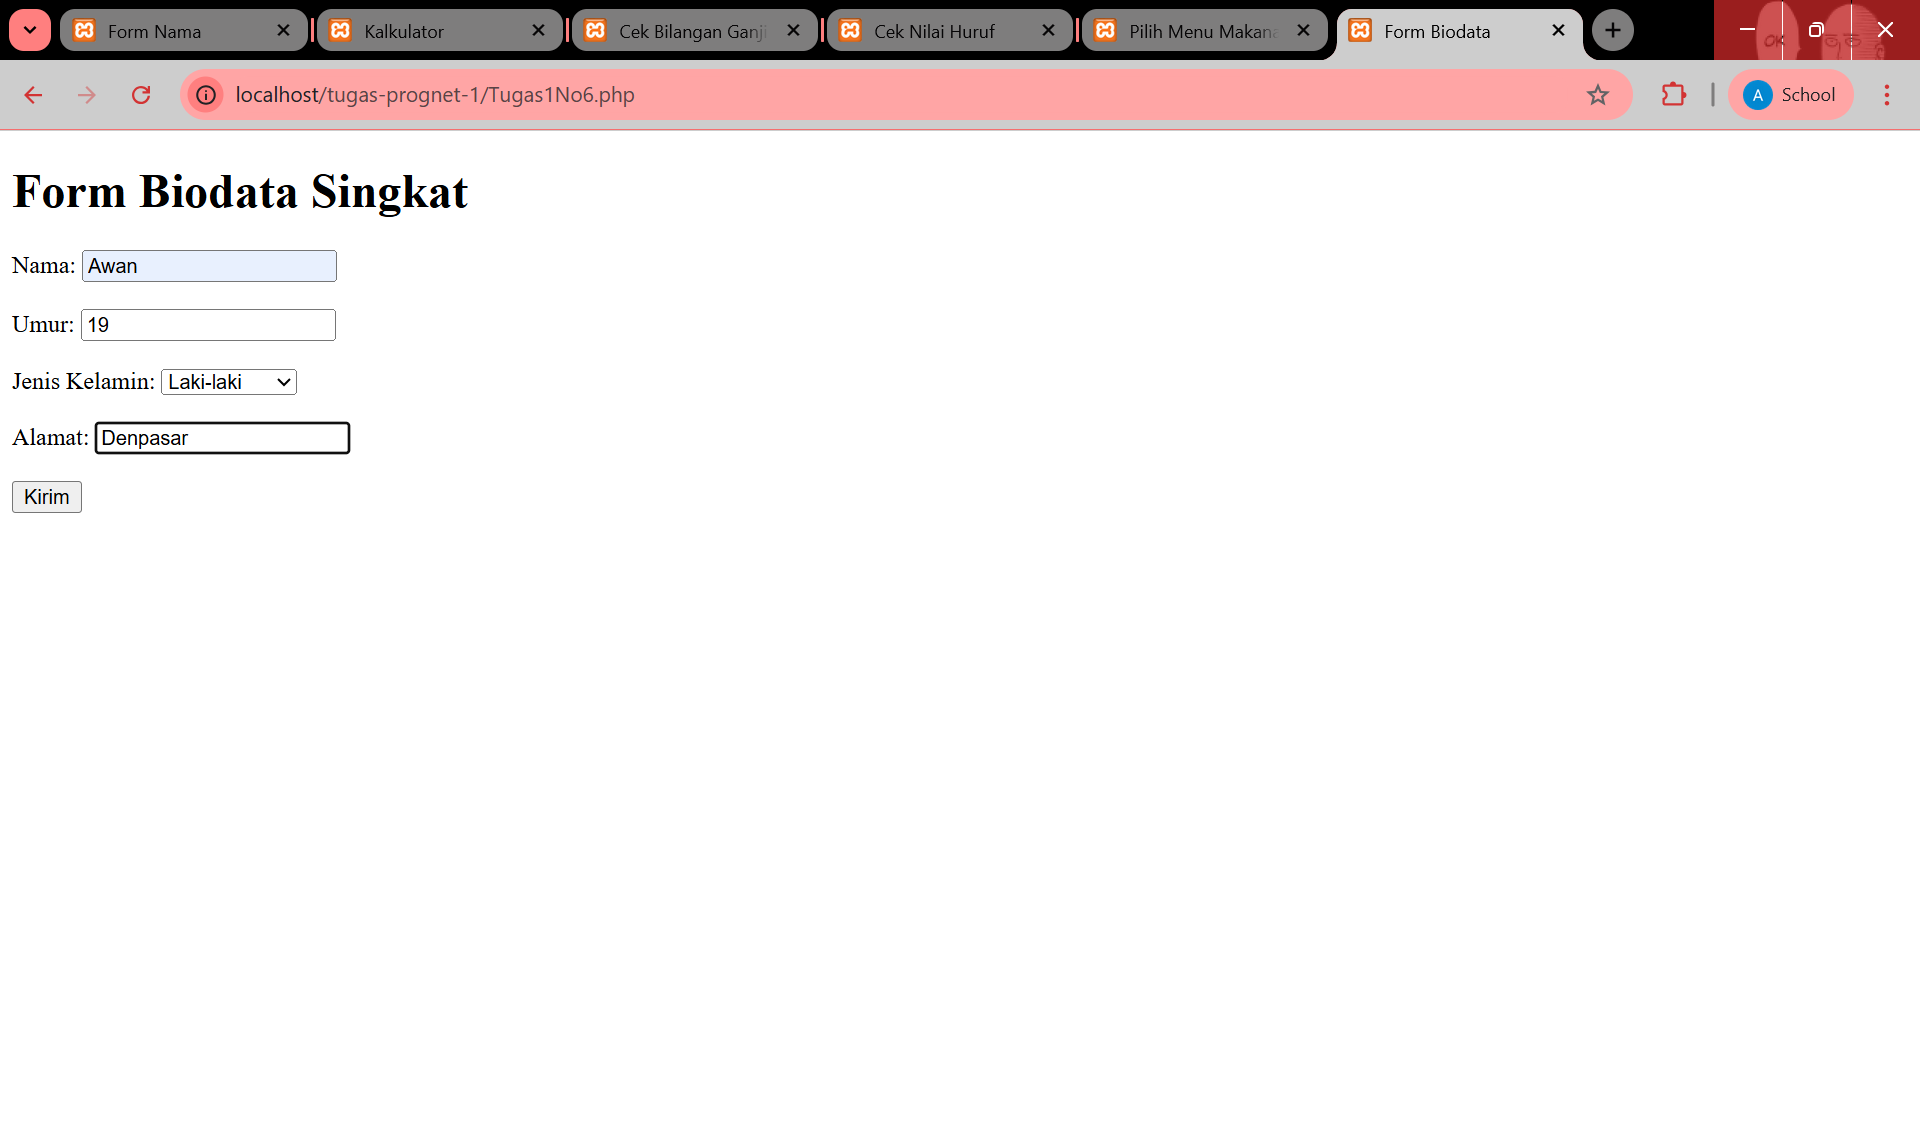 Form Nama
Kalkulator
Cek Bilangan Ganji
Cek Nilai Huruf
Pilih Menu Makana
Form Biodata
OK
localhost/tugas-prognet-1/Tugas1No6.php
A School
Form Biodata Singkat
Nama: Awan
Umur: 19
Jenis Kelamin: Laki-laki
Alamat: Denpasar
Kirim